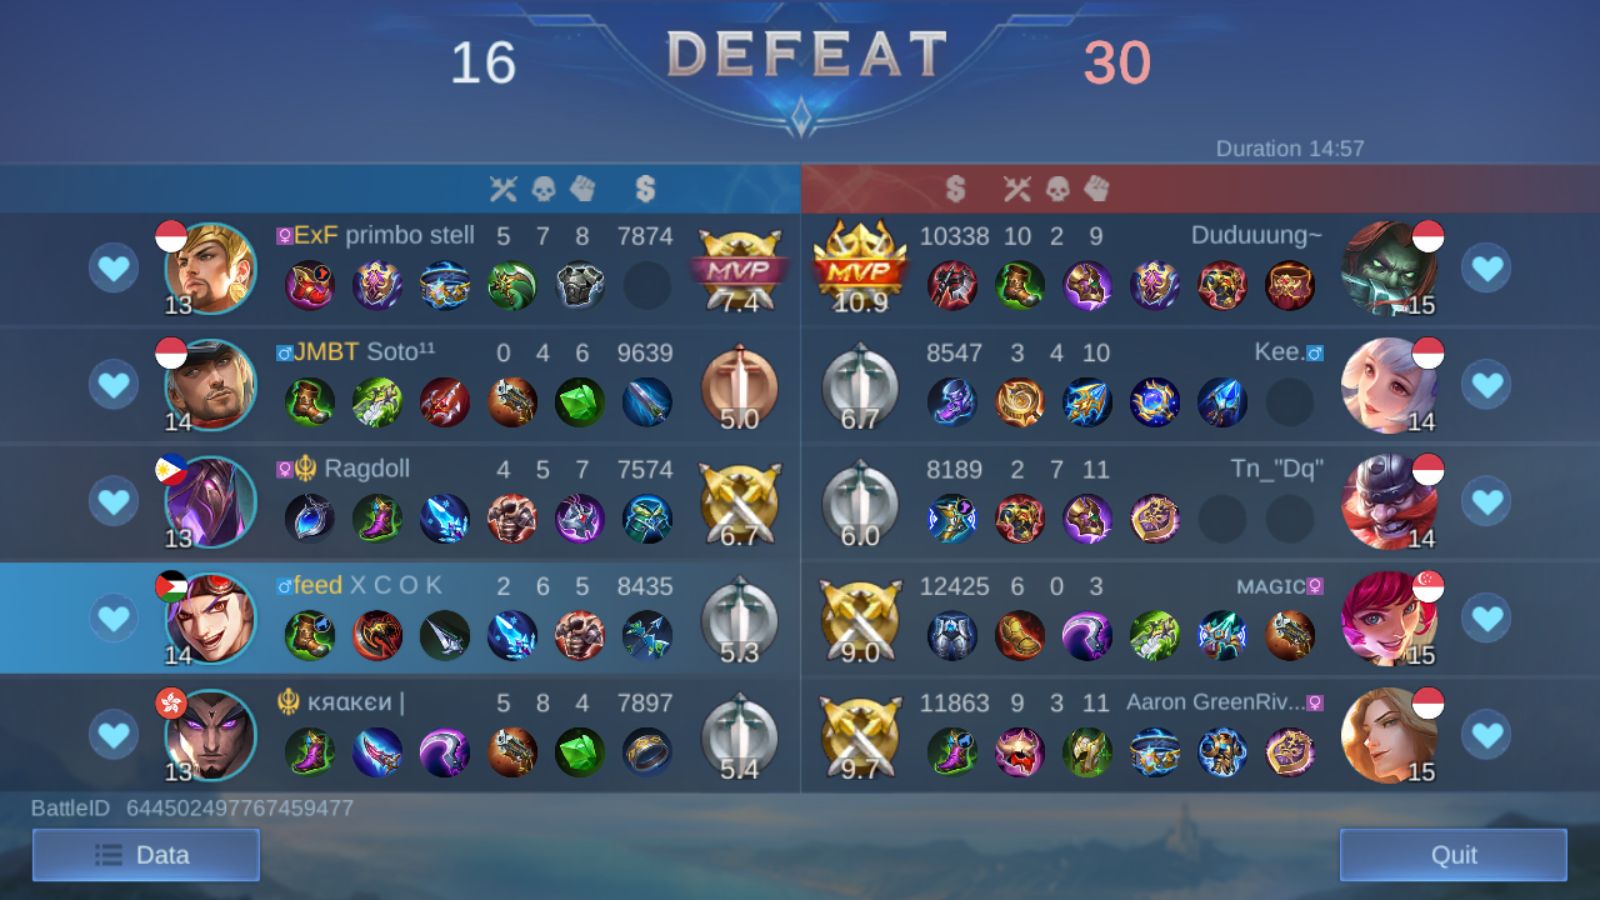 16 DEFEAT 30
Duration 14:57
ExF primbo stell 5 7 8 7874
MVP 7.4
13
MVP 10.9
10338 10 2 9 Duduuung~
15
JMBT Soto¹¹ 0 4 6 9639
5.0
14
6.7
8547 3 4 10 Kee.
14
Ragdoll 4 5 7 7574
6.7
13
6.0
8189 2 7 11 Tn_"Dq"
14
feed X C O K 2 6 5 8435
5.3
14
9.0
12425 6 0 3 ᴍᴀɢɪᴄ
15
кяαкєи | 5 8 4 7897
5.4
13
9.7
11863 9 3 11 Aaron GreenRiv...
15
BattleID 644502497767459477
Data
Quit